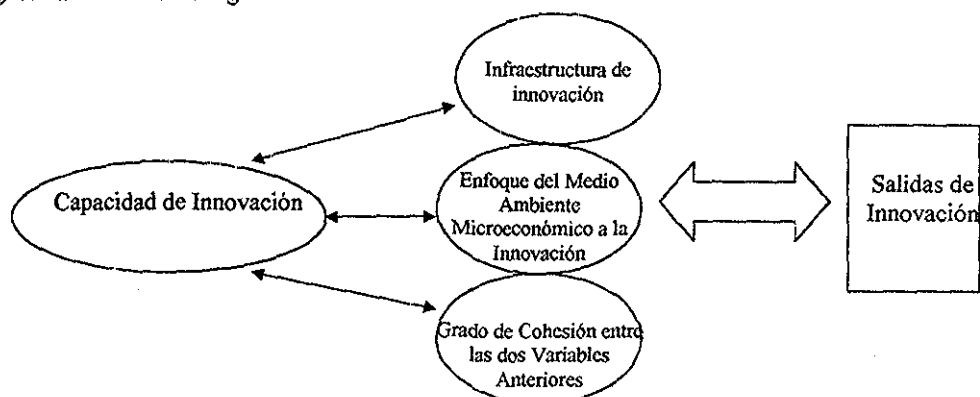 Infraestructura de
innovación
Capacidad de Innovación
Enfoque del Medio
Ambiente
Microeconómico a la
Innovación
Salidas de
Innovación
Grado de Cohesión entre
las dos Variables
Anteriores